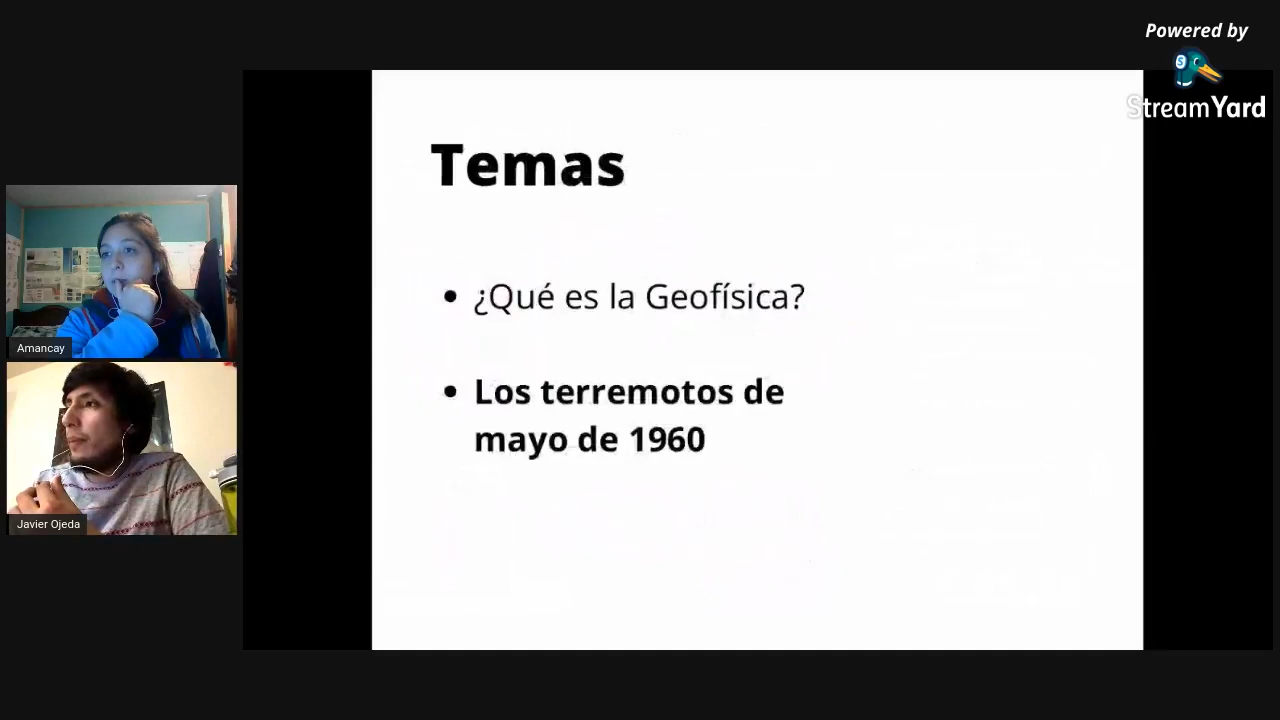 Powered by
StreamYard
Temas
• ¿Qué es la Geofísica?
• Los terremotos de
mayo de 1960
Amancay
Javier Ojeda